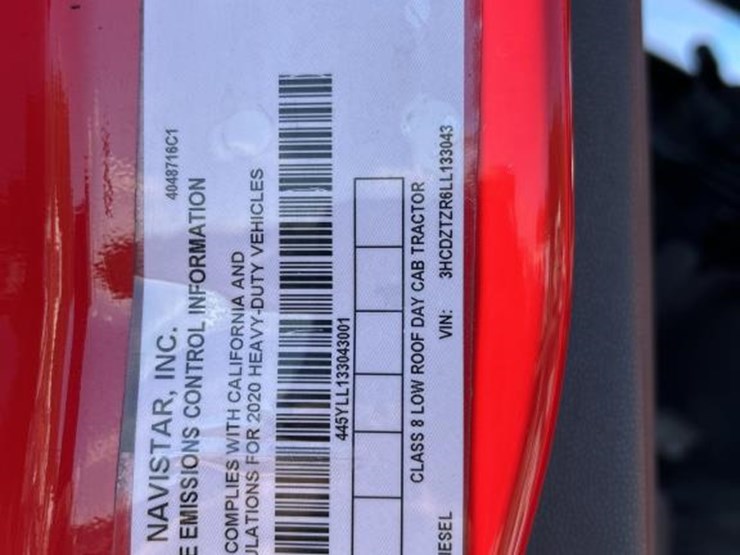 4048716C1
NAVISTAR, INC.
E EMISSIONS CONTROL INFORMATION
COMPLIES WITH CALIFORNIA AND
ULATIONS FOR 2020 HEAVY-DUTY VEHICLES
445YLL133043001
CLASS 8 LOW ROOF DAY CAB TRACTOR
IESEL VIN: 3HCDZTZR6LL133043